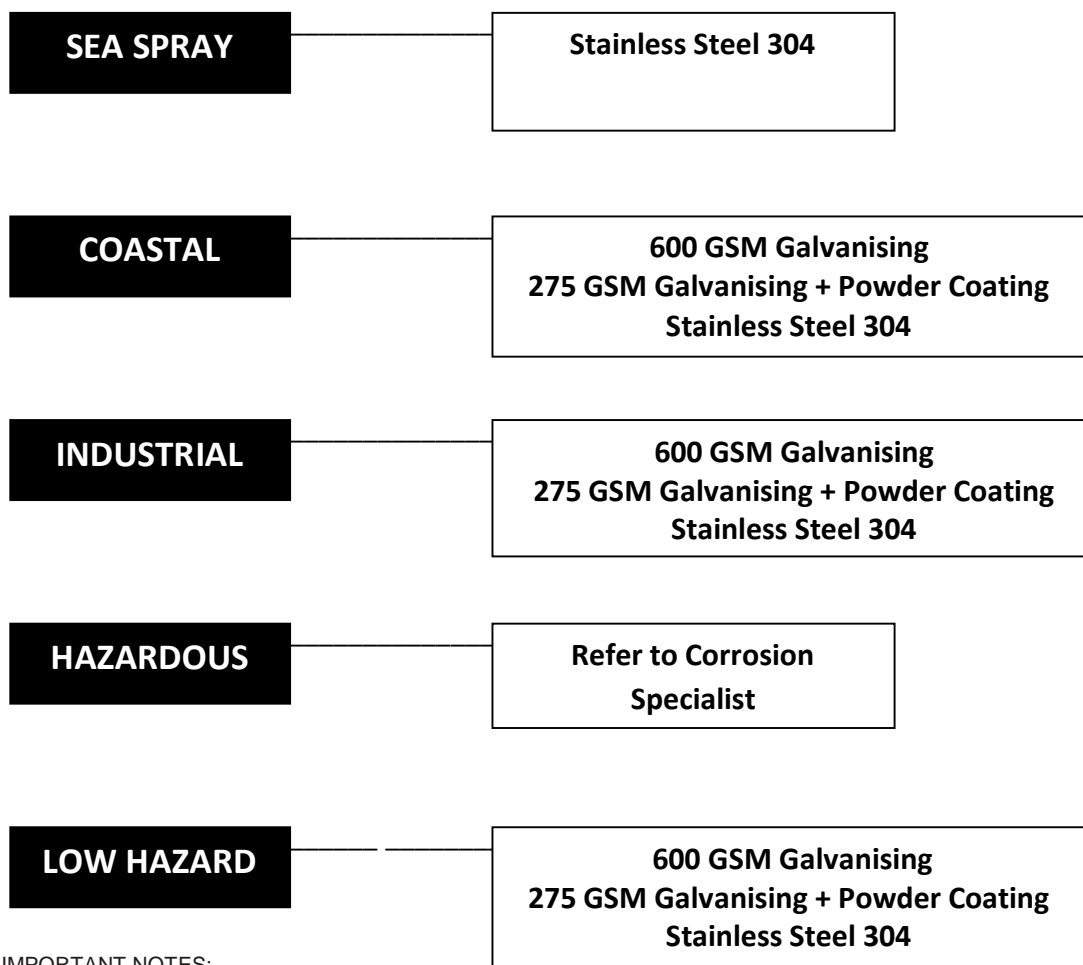 SEA SPRAY
Stainless Steel 304
COASTAL
600 GSM Galvanising
275 GSM Galvanising + Powder Coating
Stainless Steel 304
INDUSTRIAL
600 GSM Galvanising
275 GSM Galvanising + Powder Coating
Stainless Steel 304
HAZARDOUS
Refer to Corrosion
Specialist
LOW HAZARD
600 GSM Galvanising
275 GSM Galvanising + Powder Coating
Stainless Steel 304
IMPORTANT NOTES: